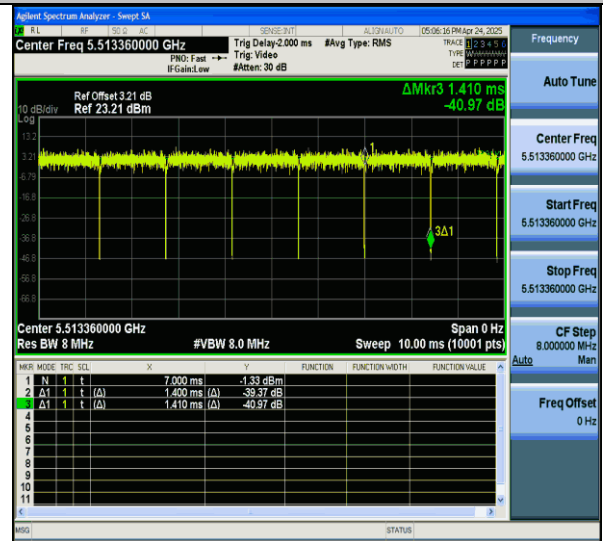 Agilent Spectrum Analyzer - Swept SA
RL RF 50 Ω AC SENSE:INT ALIGNAUTO 05:06:16 PM Apr 24, 2025
Center Freq 5.513360000 GHz
PNO: Fast
IFGain:Low
Trig Delay-2.000 ms
Trig: Video
#Atten: 30 dB
#Avg Type: RMS
TRACE 1 2 3 4 5 6
TYPE
DET P P P P P P
Ref Offset 3.21 dB
10 dB/div Ref 23.21 dBm
Log
ΔMkr3 1.410 ms
-40.97 dB
13.2
3.21
-6.79
-16.8
-26.8
-36.8
-46.8
-56.8
-66.8
1
3Δ1
Center 5.513360000 GHz Span 0 Hz
Res BW 8 MHz #VBW 8.0 MHz Sweep 10.00 ms (10001 pts)
MKR MODE TRC SCL X Y FUNCTION FUNCTION WIDTH FUNCTION VALUE
1 N 1 t 7.000 ms -1.33 dBm
2 Δ1 1 t (Δ) 1.400 ms (Δ) -39.37 dB
3 Δ1 1 t (Δ) 1.410 ms (Δ) -40.97 dB
4
5
6
7
8
9
10
11
MSG STATUS
Frequency
Auto Tune
Center Freq
5.513360000 GHz
Start Freq
5.513360000 GHz
Stop Freq
5.513360000 GHz
CF Step
8.000000 MHz
Auto Man
Freq Offset
0 Hz